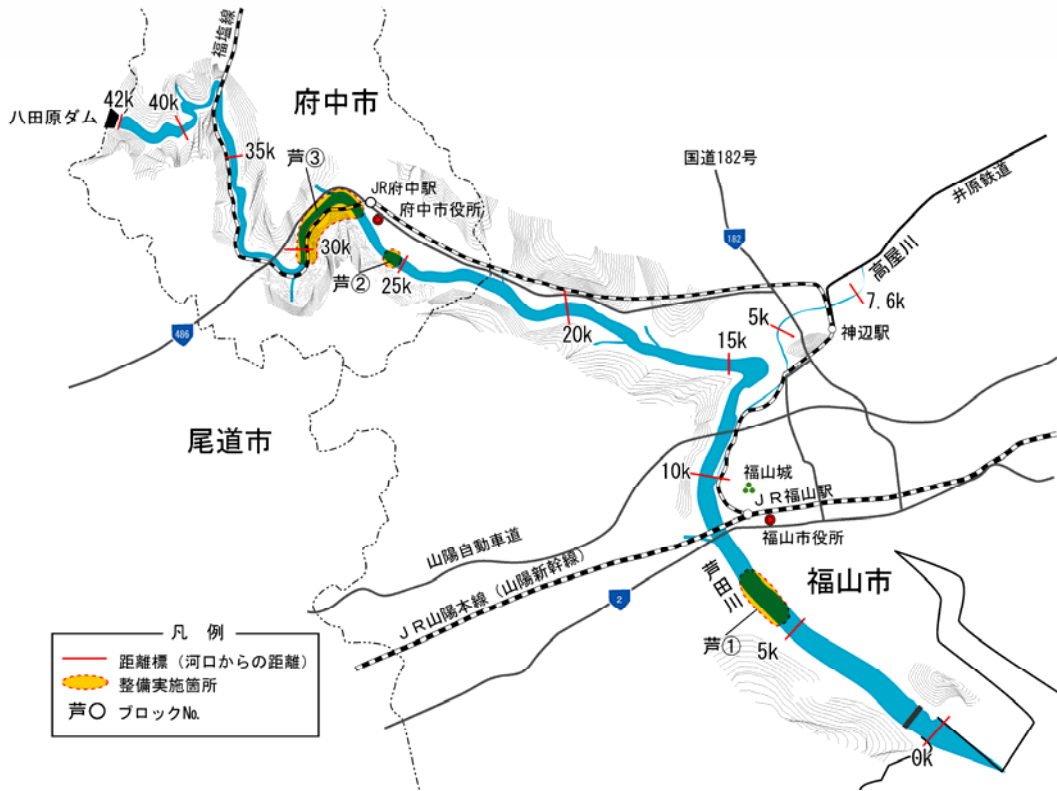 福塩線
42k
40k
八田原ダム
府中市
35k
芦③
JR府中駅
府中市役所
国道182号
井原鉄道
182
高屋川
30k
芦②
25k
7.6k
5k
神辺駅
20k
15k
486
尾道市
10k
福山城
JR福山駅
福山市役所
山陽自動車道
JR山陽本線（山陽新幹線）
2
芦田川
福山市
芦①
5k
0k
凡 例
距離標（河口からの距離）
整備実施箇所
芦〇 ブロック№